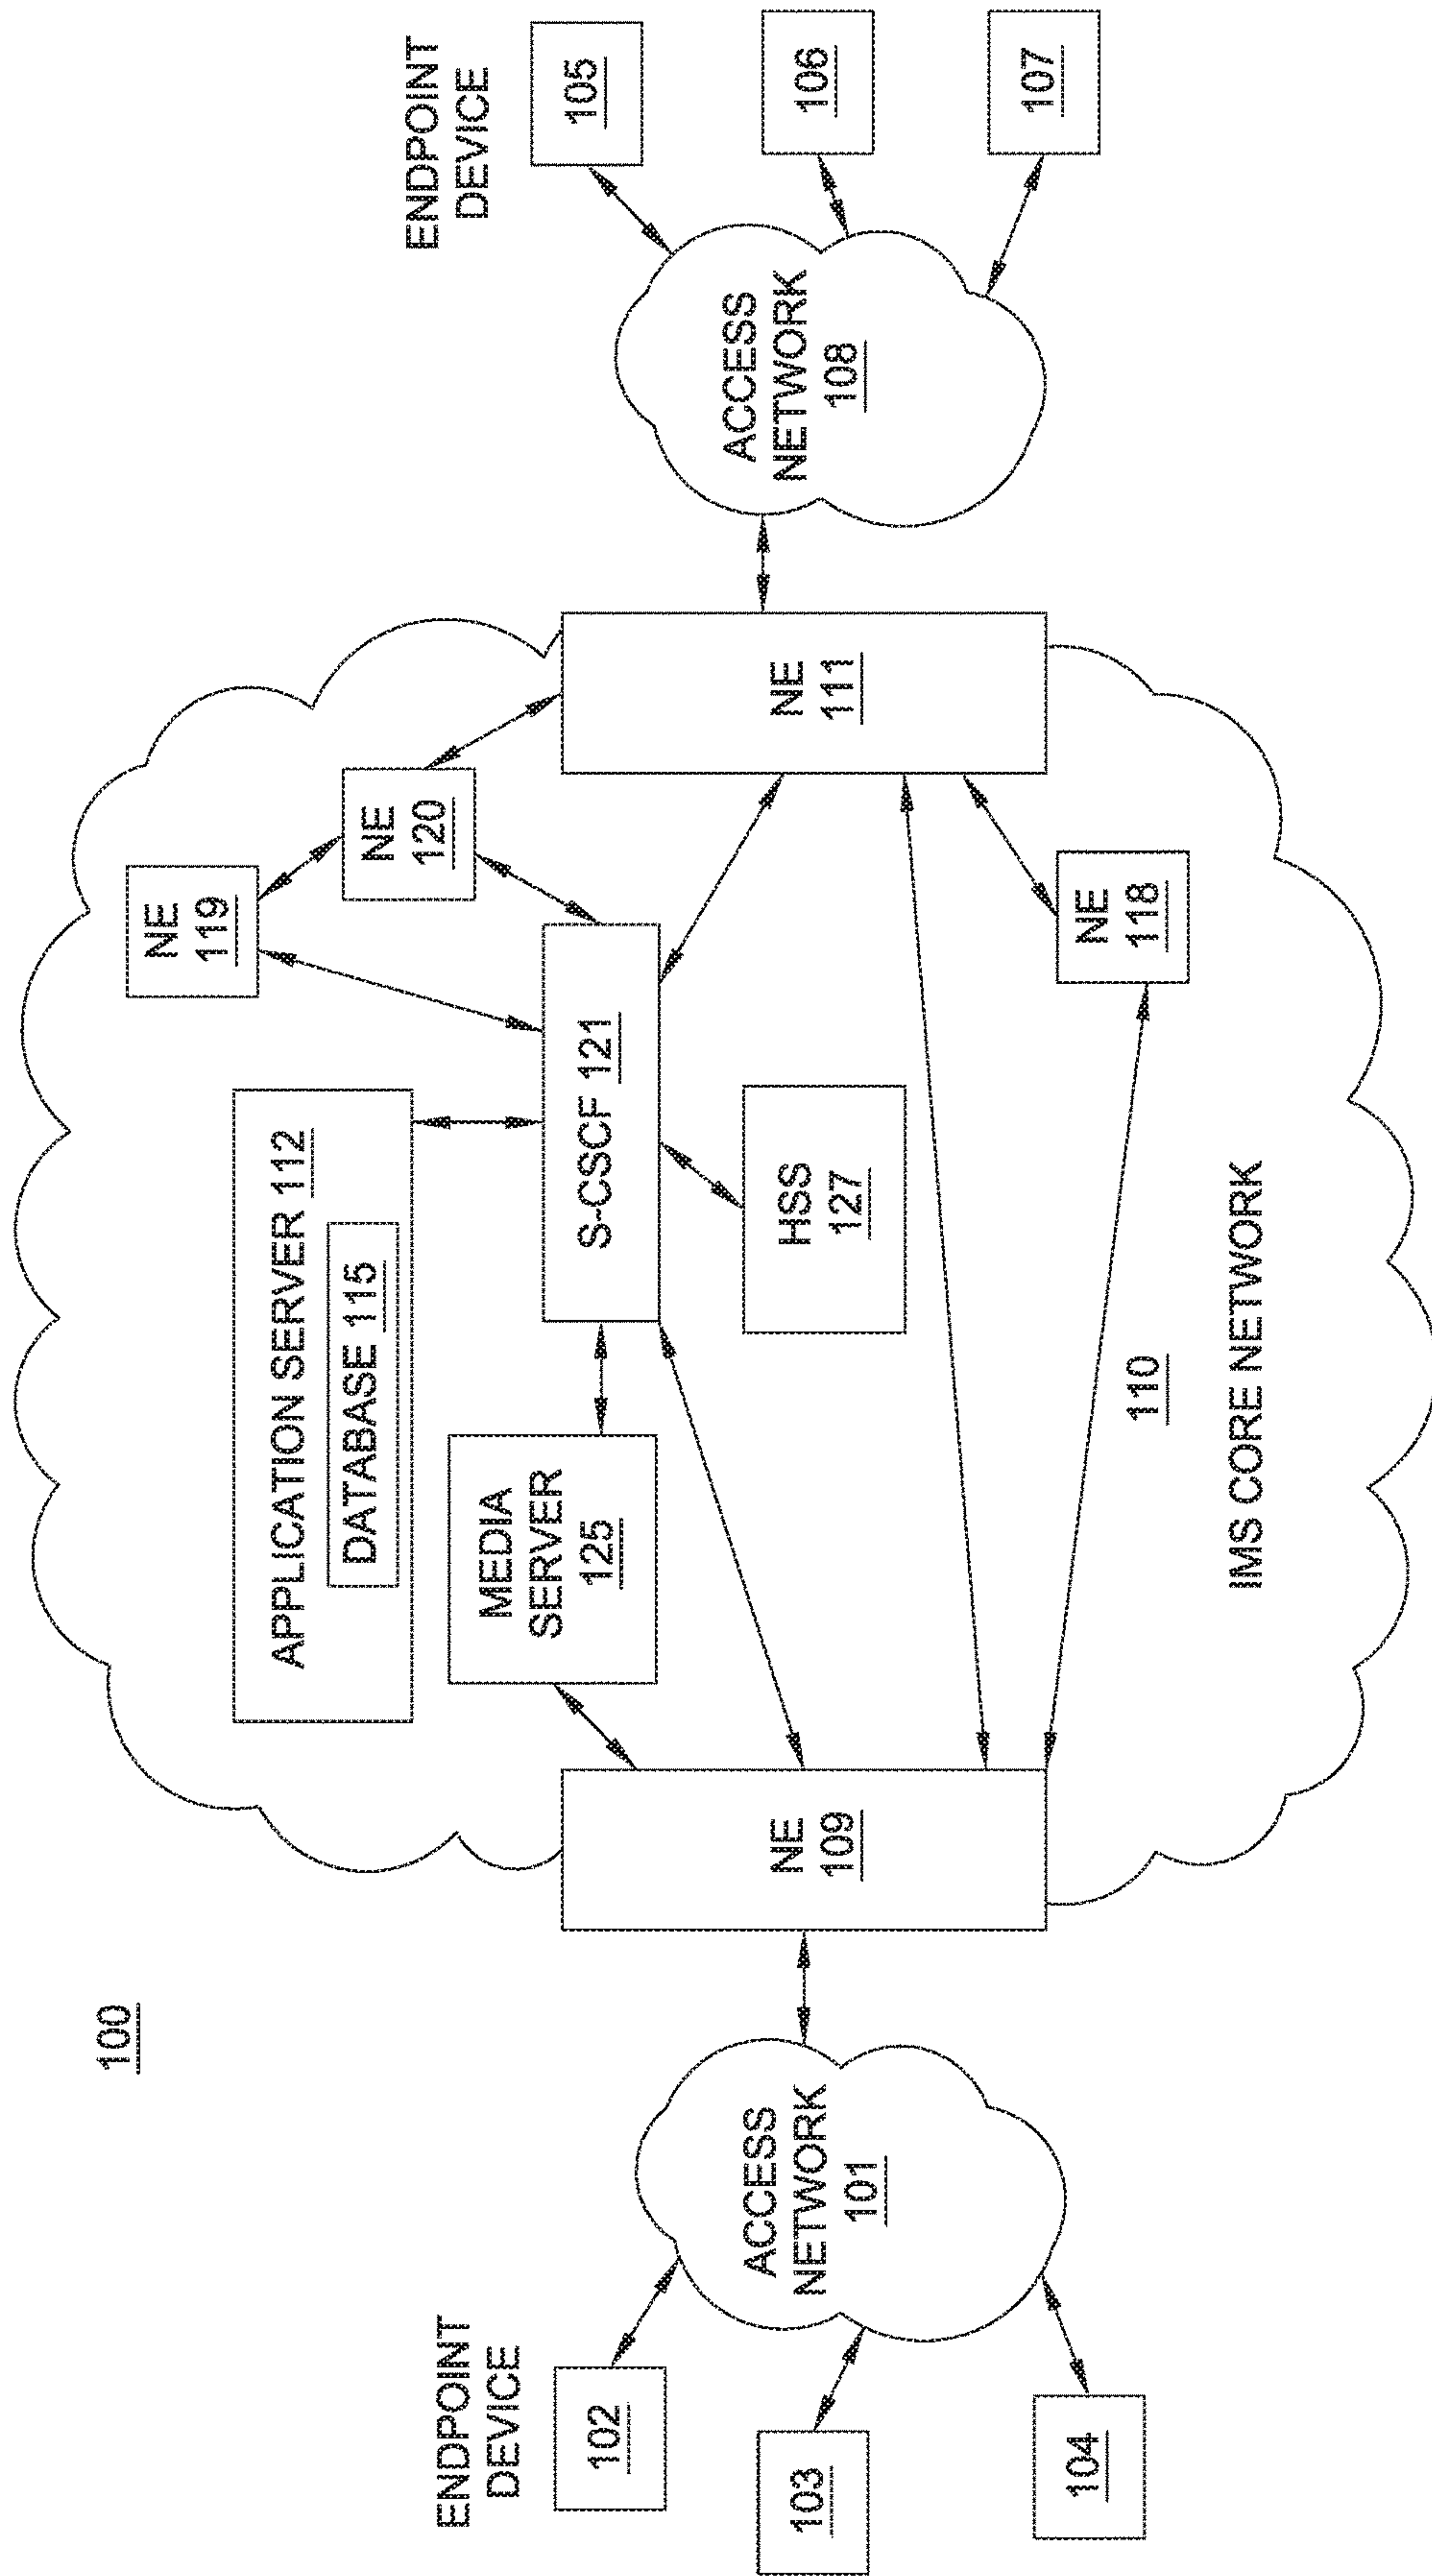 100
ENDPOINT
DEVICE
102
103
104
ACCESS
NETWORK
101
NE
109
APPLICATION SERVER 112
DATABASE 115
MEDIA
SERVER
125
S-CSCF 121
HSS
127
NE
119
NE
120
NE
111
NE
118
110
IMS CORE NETWORK
ACCESS
NETWORK
108
ENDPOINT
DEVICE
105
106
107